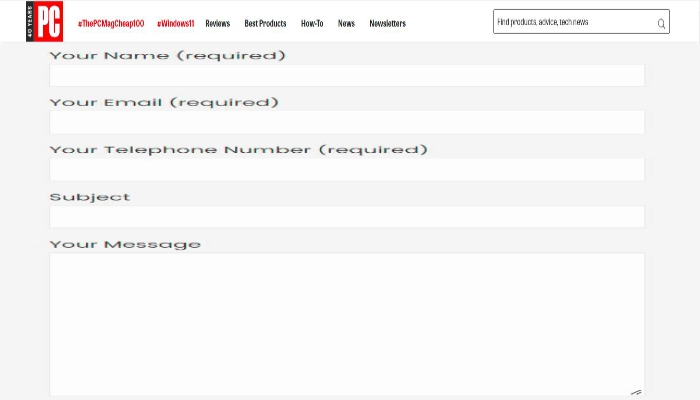 40 YEARS PC #ThePCMagCheap100 #Windows11 Reviews Best Products How-To News Newsletters Find products, advice, tech news
Your Name (required)
Your Email (required)
Your Telephone Number (required)
Subject
Your Message